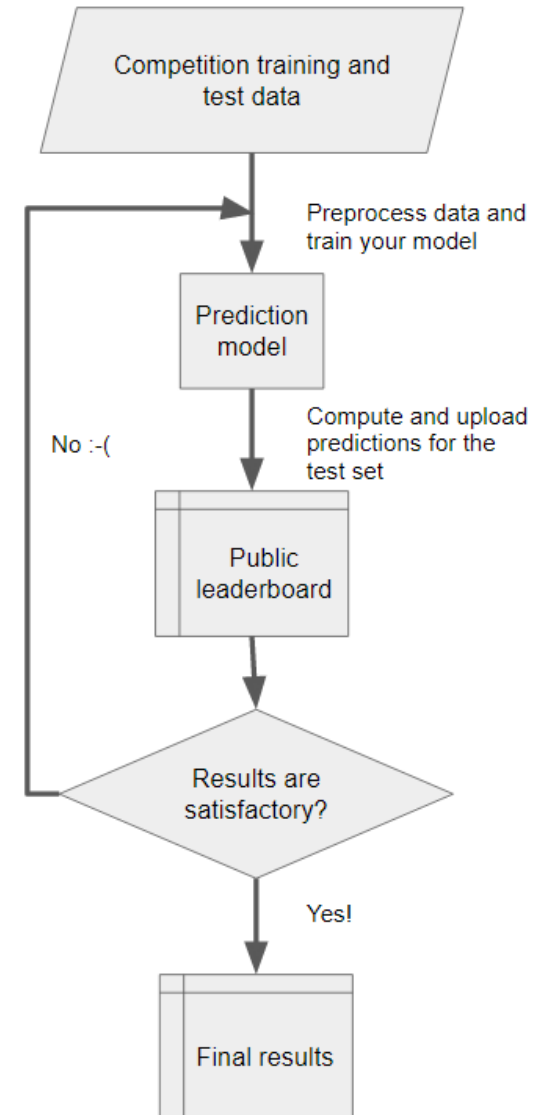 Competition training and
test data
Preprocess data and
train your model
Prediction
model
Compute and upload
predictions for the
test set
No :-(
Public
leaderboard
Results are
satisfactory?
Yes!
Final results